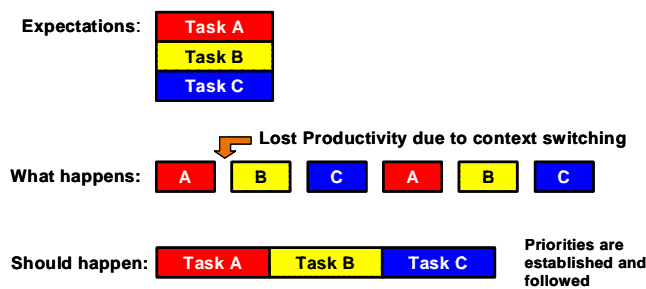 Expectations:
Task A
Task B
Task C
Lost Productivity due to context switching
What happens: A B C A B C
Should happen: Task A Task B Task C
Priorities are
established and
followed